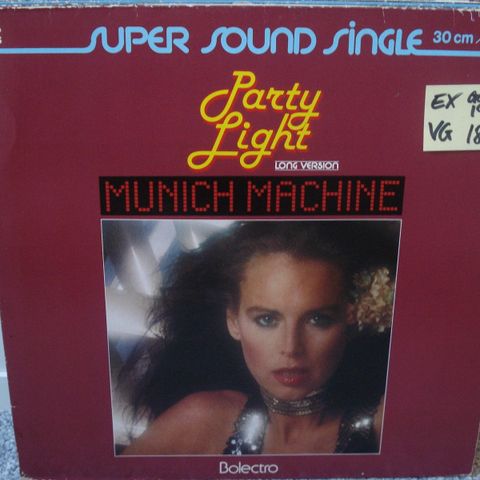 SUPER SOUND SINGLE
30 cm
Party
Light
LONG VERSION
MUNICH MACHINE
EX
VG 18
Bolectro